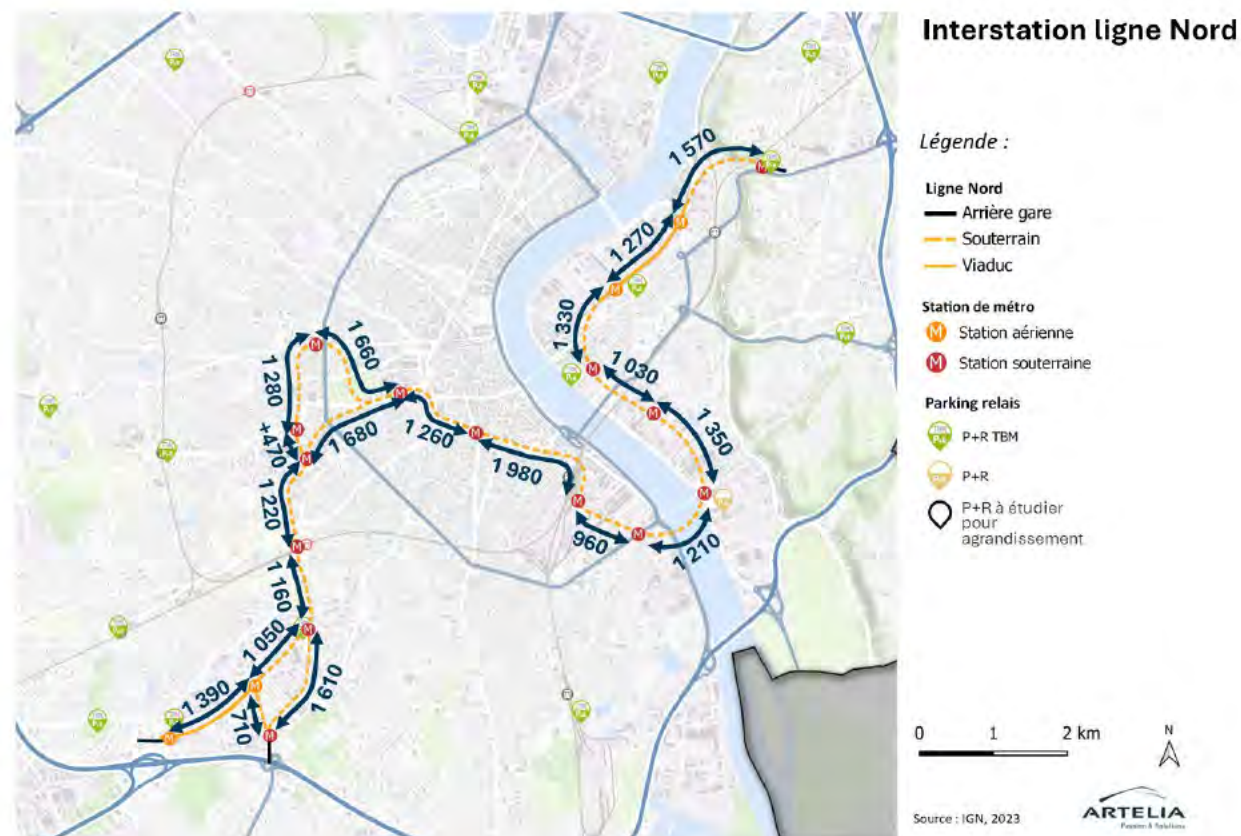 Interstation ligne Nord
Légende :
Ligne Nord
Arrière gare
Souterrain
Viaduc
Station de métro
M Station aérienne
M Station souterraine
Parking relais
P+R TBM
P+R
P+R à étudier
pour
agrandissement
0 1 2 km
N
Source : IGN, 2023
ARTELIA
Passion & Solutions
1 570
1 270
1 330
1 030
1 350
1 210
960
1 980
1 260
1 660
1 680
1 280
+470
1 220
1 160
1 050
1 390
710
1 610